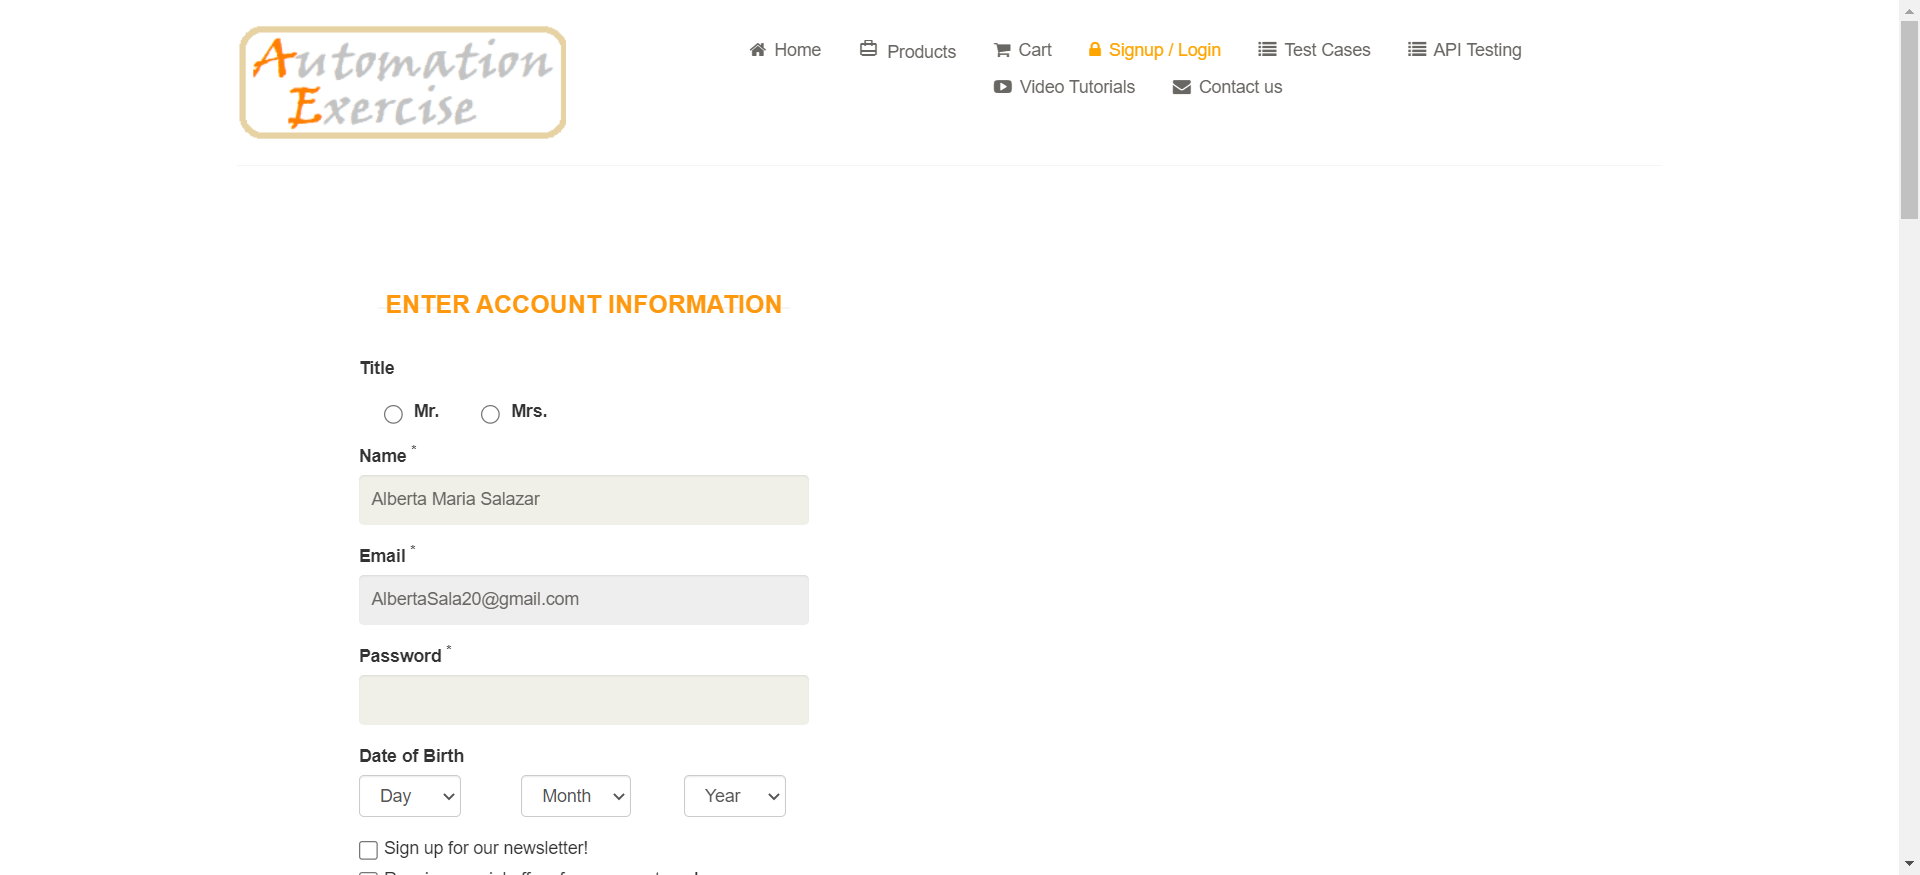 Automation
Exercise
Home
Products
Cart
Signup / Login
Test Cases
API Testing
Video Tutorials
Contact us
ENTER ACCOUNT INFORMATION
Title
Mr.
Mrs.
Name *
Alberta Maria Salazar
Email *
AlbertaSala20@gmail.com
Password *
Date of Birth
Day
Month
Year
Sign up for our newsletter!